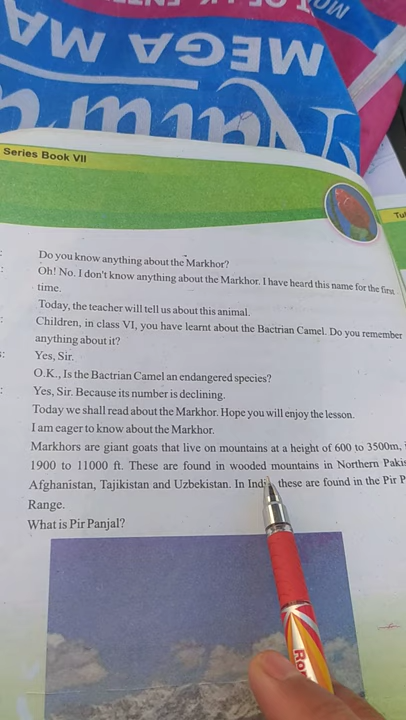 MEGA MA
Series Book VII
Do you know anything about the Markhor?
Oh! No. I don't know anything about the Markhor. I have heard this name for the first
time.
Today, the teacher will tell us about this animal.
Children, in class VI, you have learnt about the Bactrian Camel. Do you remember
anything about it?
Yes, Sir.
O.K., Is the Bactrian Camel an endangered species?
Yes, Sir. Because its number is declining.
Today we shall read about the Markhor. Hope you will enjoy the lesson.
I am eager to know about the Markhor.
Markhors are giant goats that live on mountains at a height of 600 to 3500m,
1900 to 11000 ft. These are found in wooded mountains in Northern Pakis
Afghanistan, Tajikistan and Uzbekistan. In India, these are found in the Pir P
Range.
What is Pir Panjal?